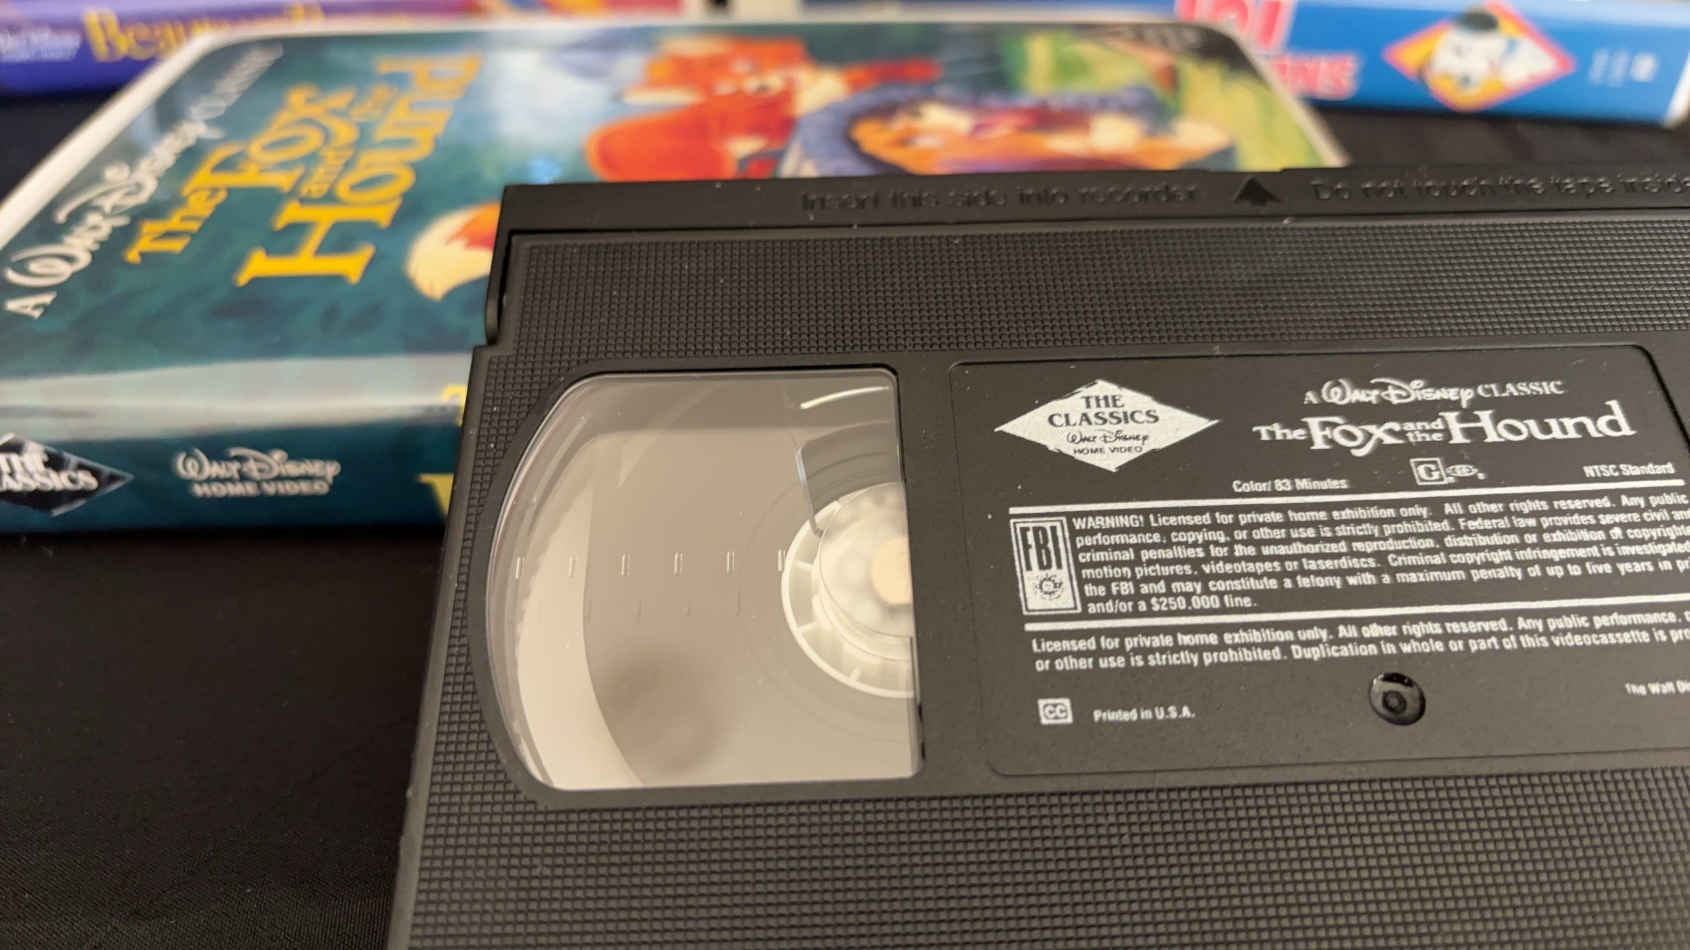 Walt Disney
Beau
101
A Walt Disney Classic
The Fox
and the
Hound
THE
CLASSICS
Walt Disney
HOME VIDEO
Insert this side into recorder
Do not touch the tape inside
THE
CLASSICS
Walt Disney
HOME VIDEO
A Walt Disney CLASSIC
The Fox and the Hound
Color/ 83 Minutes
G
NTSC Standard
FBI
WARNING! Licensed for private home exhibition only. All other rights reserved. Any public
performance, copying, or other use is strictly prohibited. Federal law provides severe civil and
criminal penalties for the unauthorized reproduction, distribution or exhibition of copyrighted
motion pictures, videotapes or laserdiscs. Criminal copyright infringement is investigated
the FBI and may constitute a felony with a maximum penalty of up to five years in
and/or a $250,000 fine.
Licensed for private home exhibition only. All other rights reserved. Any public performance,
or other use is strictly prohibited. Duplication in whole or part of this videocassette is
CC
Printed in U.S.A.
The Walt